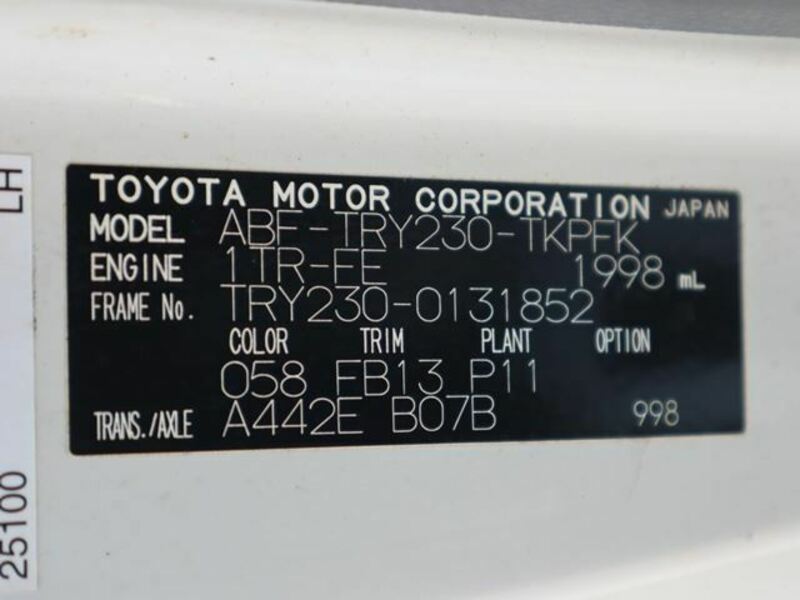 TOYOTA MOTOR CORPORATION JAPAN
MODEL ABF-TRY230-TKPFK
ENGINE 1TR-FE 1998 mL
FRAME No. TRY230-0131852
COLOR TRIM PLANT OPTION
058 FB13 P11
TRANS./AXLE A442E B07B 998
LH
25100